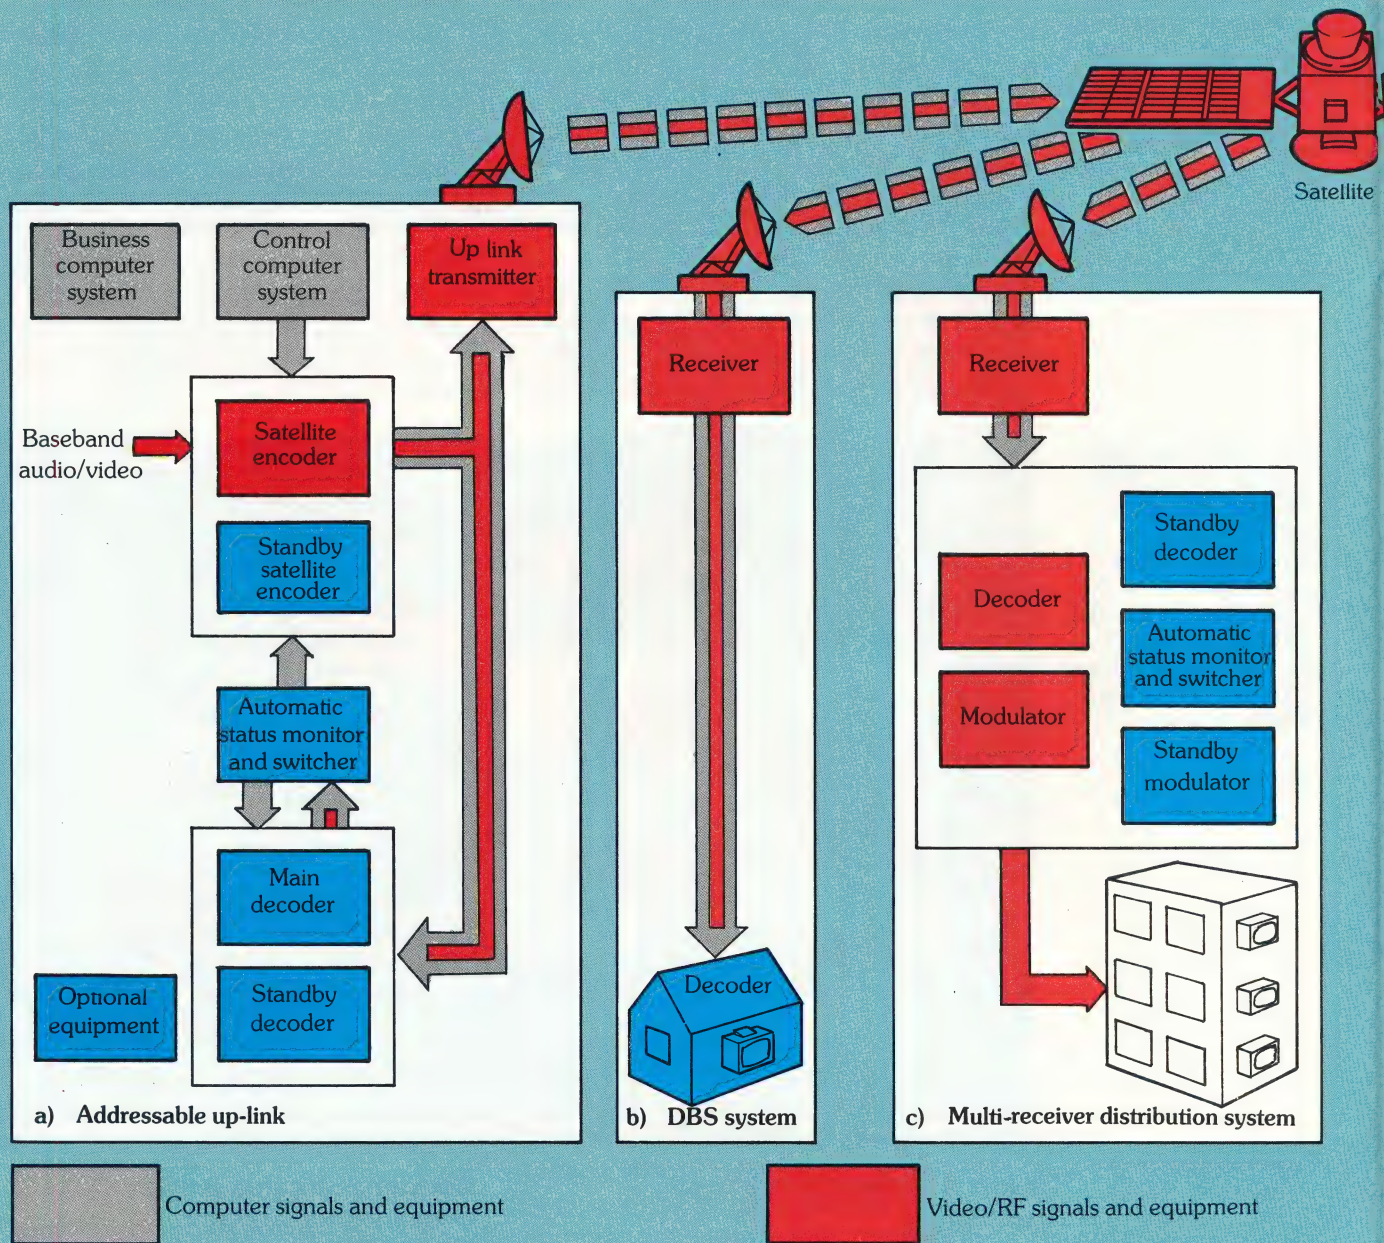 Satellite
Business
computer
system
Control
computer
system
Up link
transmitter
Baseband
audio/video
Satellite
encoder
Standby
satellite
encoder
Automatic
status monitor
and switcher
Main
decoder
Standby
decoder
Optional
equipment
a) Addressable up-link
Receiver
Decoder
b) DBS system
Receiver
Decoder
Modulator
Standby
decoder
Automatic
status monitor
and switcher
Standby
modulator
c) Multi-receiver distribution system
Computer signals and equipment
Video/RF signals and equipment